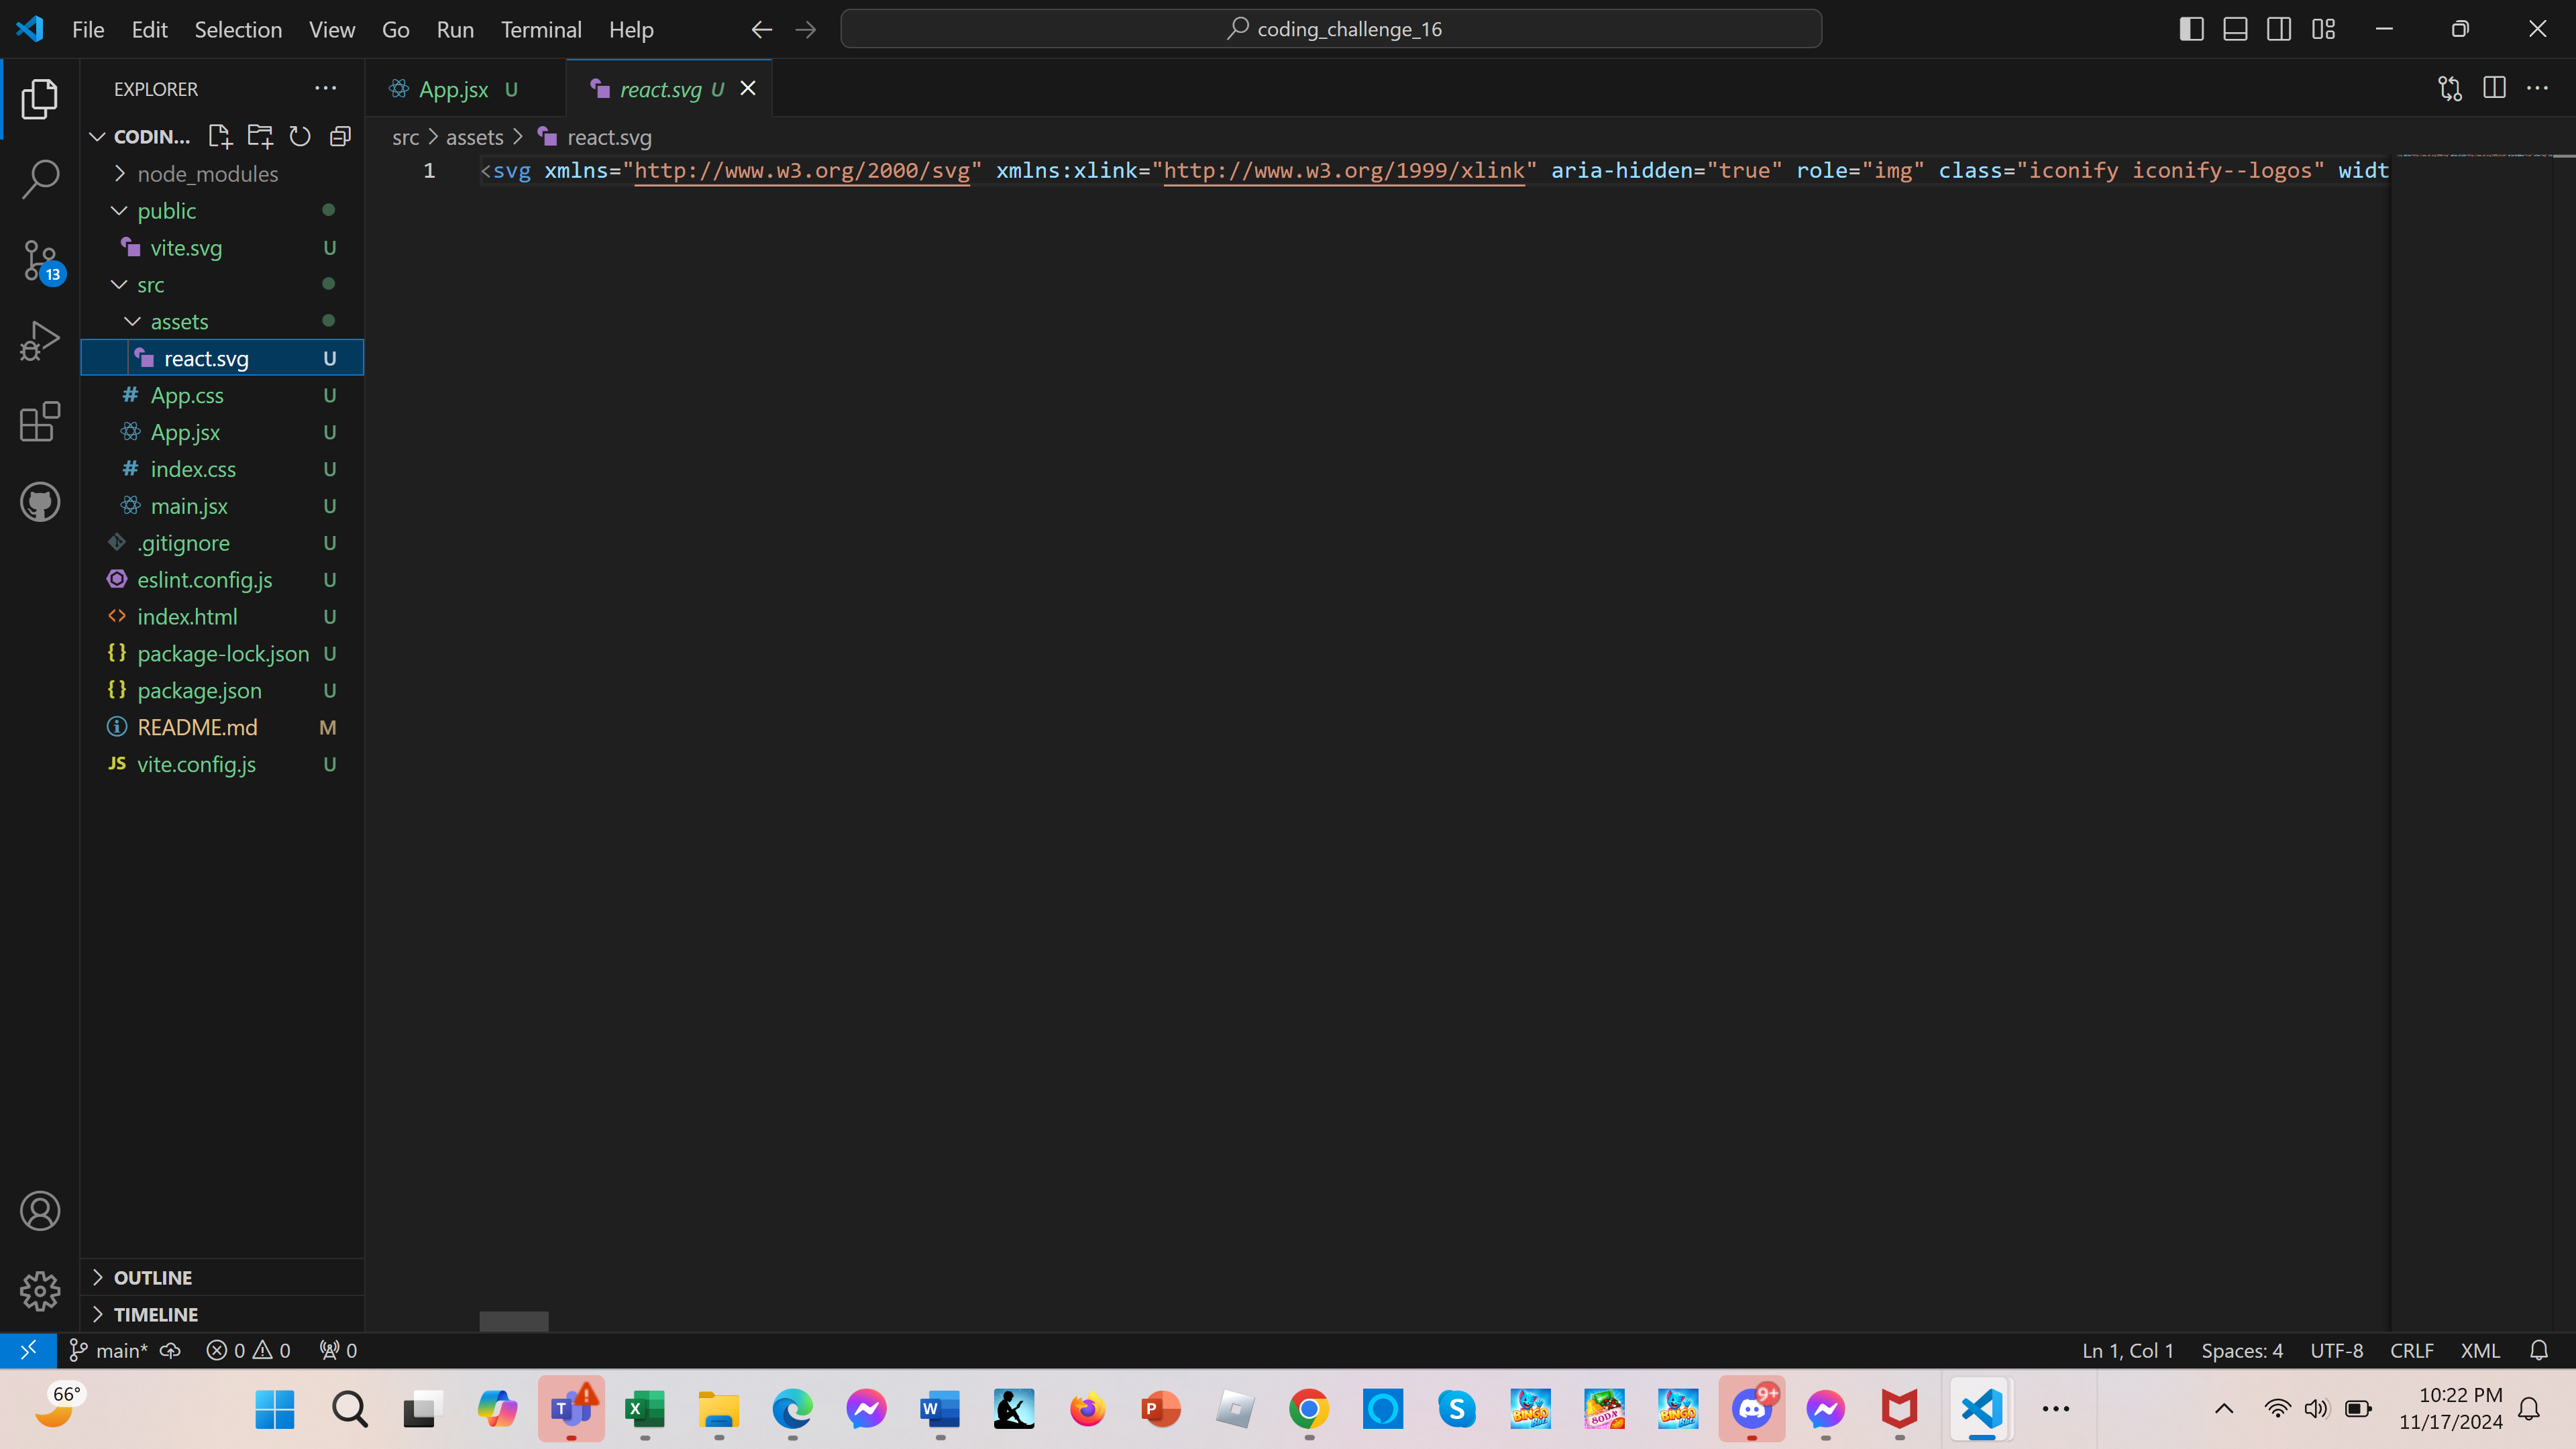 File Edit Selection View Go Run Terminal Help
coding_challenge_16
EXPLORER
App.jsx U
react.svg U
CODIN...
src > assets > react.svg
node_modules
1 <svg xmlns="http://www.w3.org/2000/svg" xmlns:xlink="http://www.w3.org/1999/xlink" aria-hidden="true" role="img" class="iconify iconify--logos" widt
public
vite.svg U
13
src
assets
react.svg U
# App.css U
App.jsx U
# index.css U
main.jsx U
.gitignore U
eslint.config.js U
<> index.html U
{} package-lock.json U
{} package.json U
README.md M
JS vite.config.js U
OUTLINE
TIMELINE
main* 0 0 0
Ln 1, Col 1 Spaces: 4 UTF-8 CRLF XML
66°
T
X
W
P
S
BINGO
SODA
BINGO
9+
10:22 PM
11/17/2024